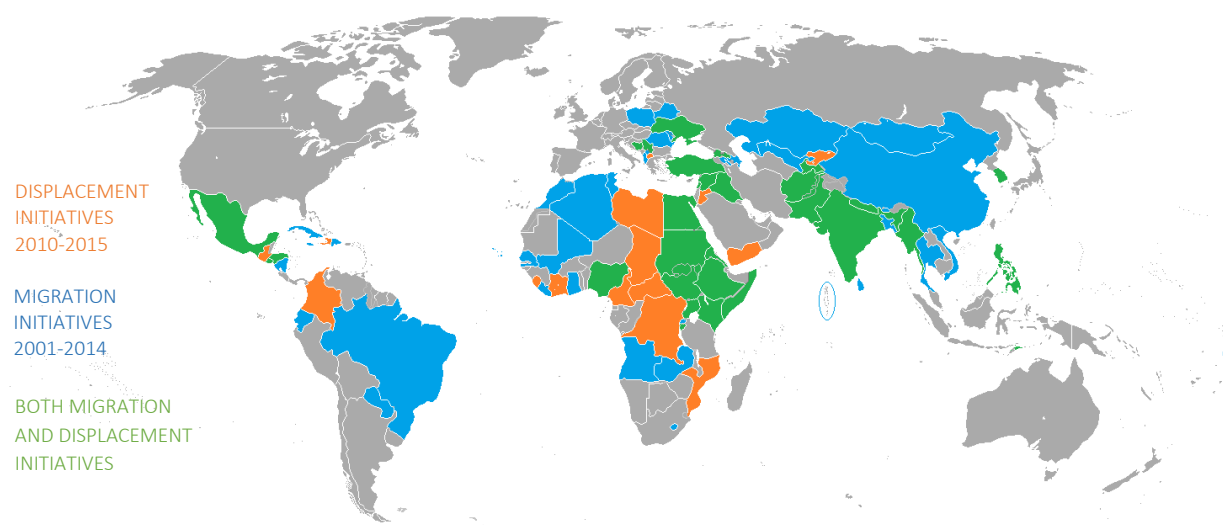 DISPLACEMENT
INITIATIVES
2010-2015
MIGRATION
INITIATIVES
2001-2014
BOTH MIGRATION
AND DISPLACEMENT
INITIATIVES